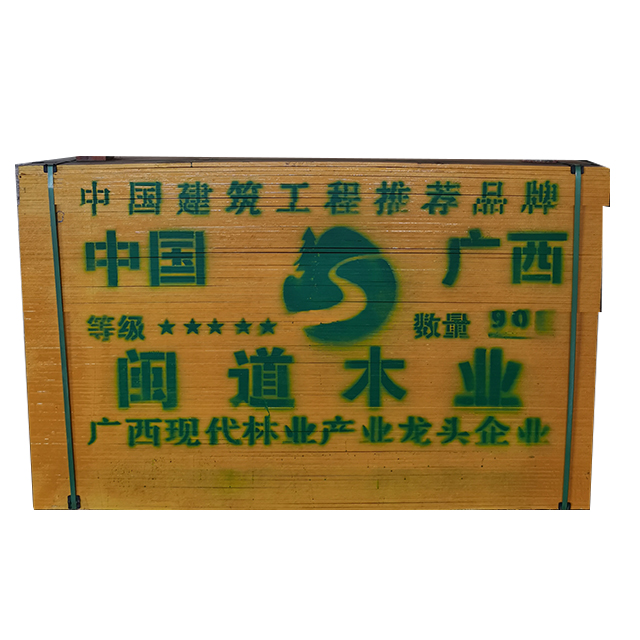 中国建筑工程推荐品牌
中国 广西
等级 ★★★★★ 数量 90
闽道木业
广西现代林业产业龙头企业